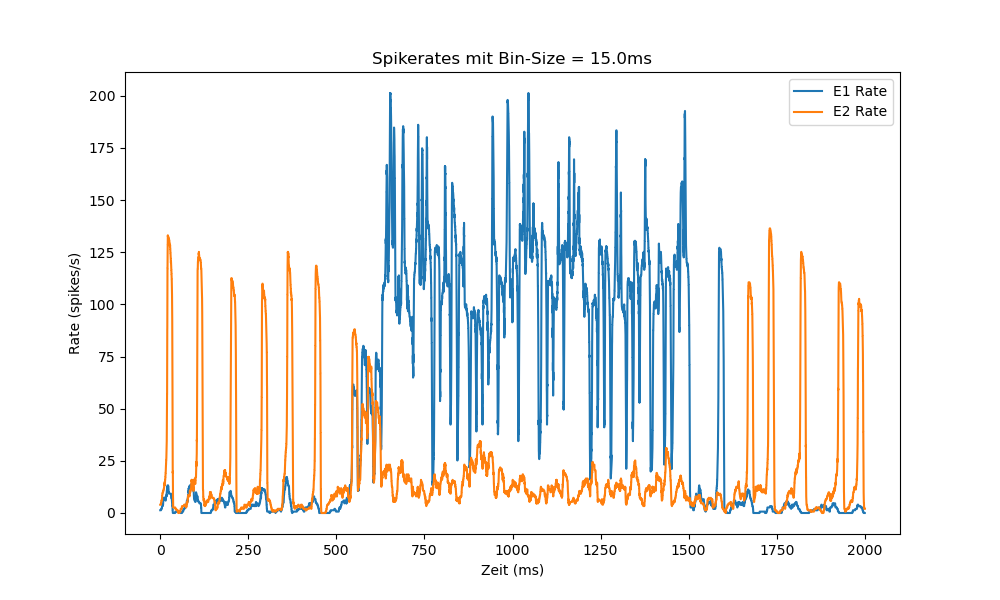 Spikerates mit Bin-Size = 15.0ms
E1 Rate
E2 Rate
200
175
150
125
100
75
50
25
0
Rate (spikes/s)
0 250 500 750 1000 1250 1500 1750 2000
Zeit (ms)